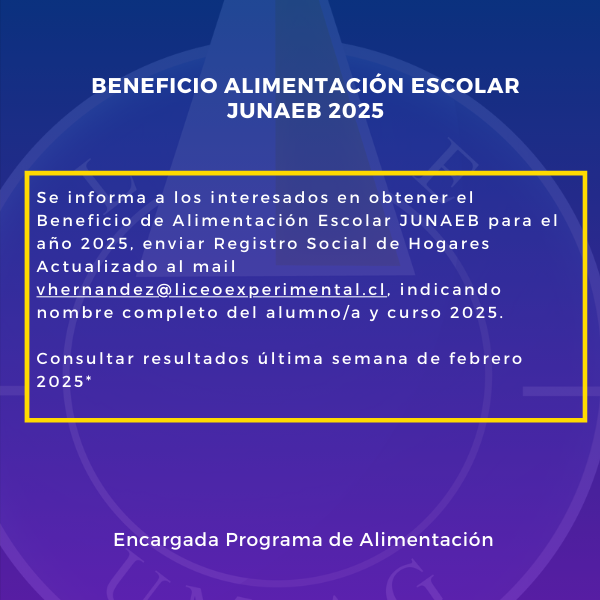 BENEFICIO ALIMENTACIÓN ESCOLAR
JUNAEB 2025
Se informa a los interesados en obtener el
Beneficio de Alimentación Escolar JUNAEB para el
año 2025, enviar Registro Social de Hogares
Actualizado al mail
vhernandez@liceoexperimental.cl, indicando
nombre completo del alumno/a y curso 2025.
Consultar resultados última semana de febrero
2025*
Encargada Programa de Alimentación